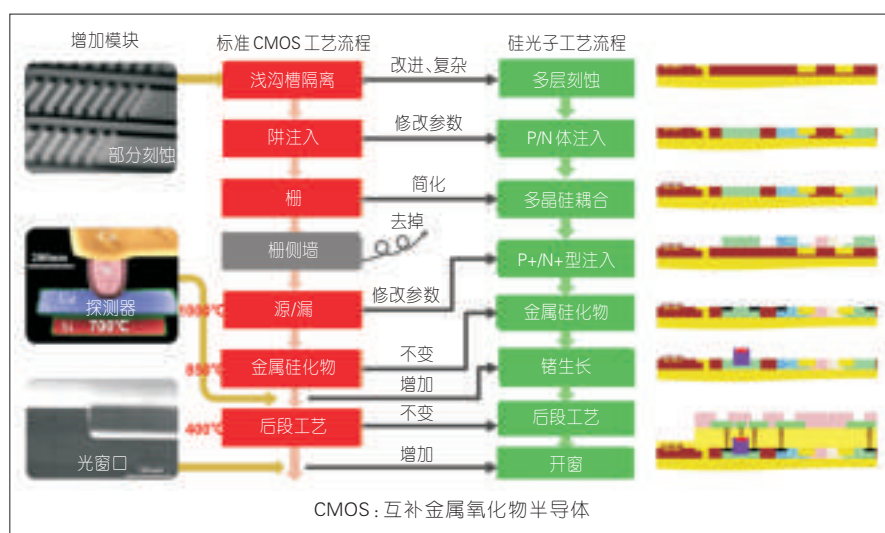 增加模块
标准CMOS工艺流程
硅光子工艺流程
部分刻蚀
浅沟槽隔离
改进、复杂
多层刻蚀
阱注入
修改参数
P/N体注入
栅
简化
多晶硅耦合
栅侧墙
去掉
P+/N+型注入
探测器
700℃
源/漏
修改参数
金属硅化物
850℃
金属硅化物
不变
锗生长
增加
400℃
后段工艺
不变
后段工艺
光窗口
增加
开窗
CMOS:互补金属氧化物半导体